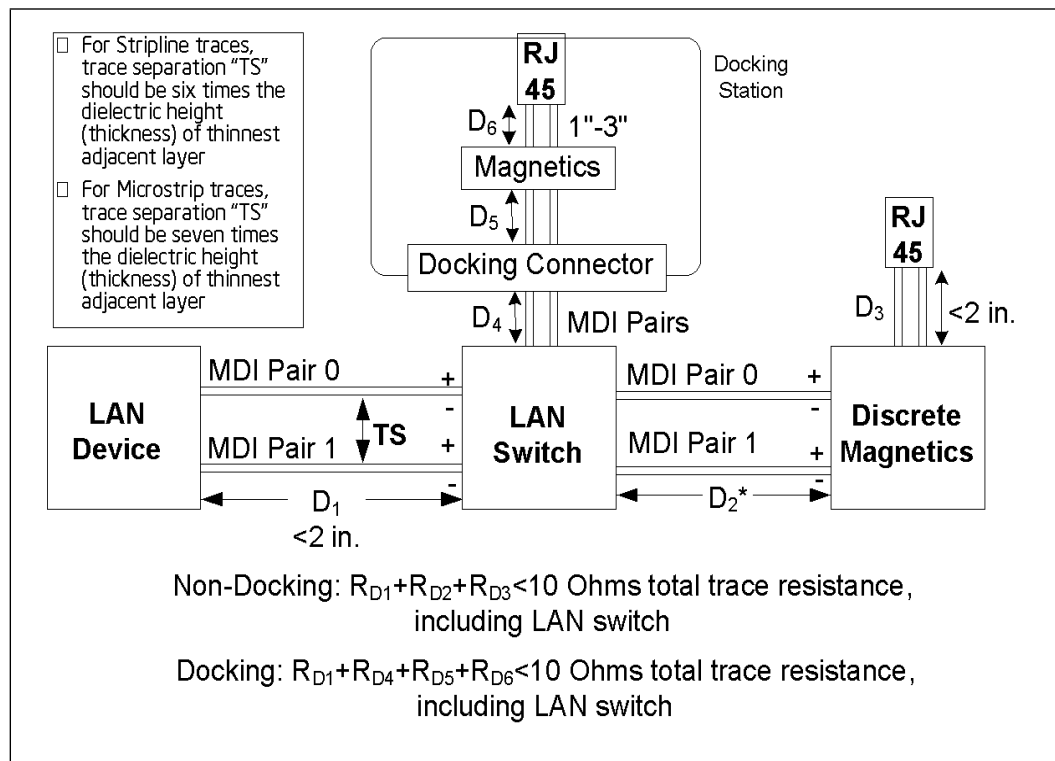 □ For Stripline traces,
trace separation “TS”
should be six times the
dielectric height
(thickness) of thinnest
adjacent layer
□ For Microstrip traces,
trace separation “TS”
should be seven times
the dielectric height
(thickness) of thinnest
adjacent layer
RJ
45
Docking
Station
D6
1"-3"
Magnetics
D5
Docking Connector
D4
MDI Pairs
RJ
45
D3
<2 in.
LAN
Device
MDI Pair 0
+
-
TS
MDI Pair 1
+
-
D1
<2 in.
LAN
Switch
MDI Pair 0
+
-
MDI Pair 1
+
-
D2*
Discrete
Magnetics
Non-Docking: RD1+RD2+RD3<10 Ohms total trace resistance,
including LAN switch
Docking: RD1+RD4+RD5+RD6<10 Ohms total trace resistance,
including LAN switch